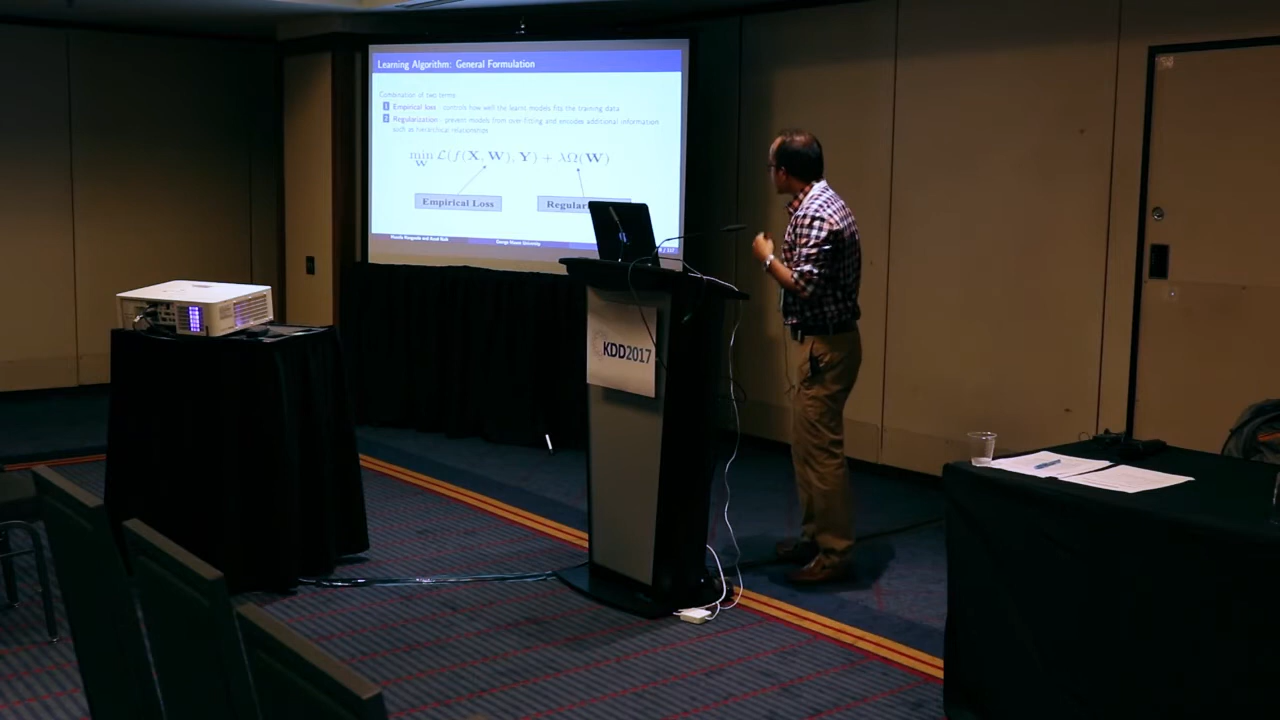 Learning Algorithm: General Formulation
Combination of two terms
1 Empirical loss - controls how well the learnt models fits the training data
2 Regularization - prevent models from over-fitting and encodes additional information
such as hierarchical relationships
min L(f(X, W), Y) + λΩ(W)
W
Empirical Loss
Regular
George Mason University
KDD2017